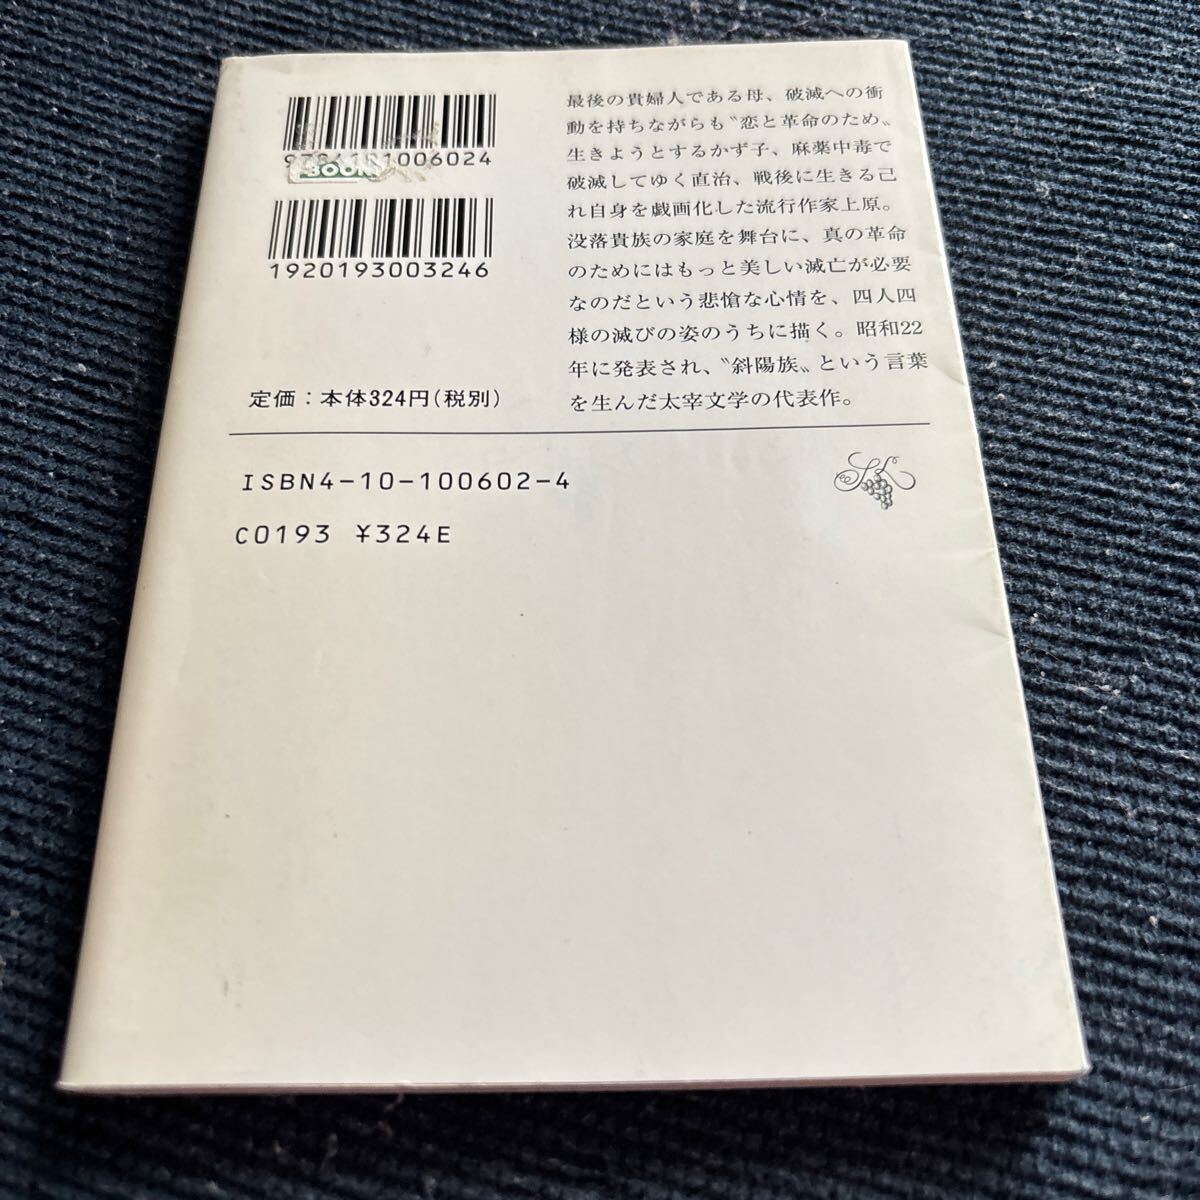 9784101006024
BOOK
1920193003246
定価：本体324円（税別）
最後の貴婦人である母、破滅への衝
動を持ちながらも〝恋と革命のため〟
生きようとするかず子、麻薬中毒で
破滅してゆく直治、戦後に生きる己
れ自身を戯画化した流行作家上原。
没落貴族の家庭を舞台に、真の革命
のためにはもっと美しい滅亡が必要
なのだという悲愴な心情を、四人四
様の滅びの姿のうちに描く。昭和22
年に発表され、〝斜陽族〟という言葉
を生んだ太宰文学の代表作。
ISBN4-10-100602-4
C0193 ¥324E